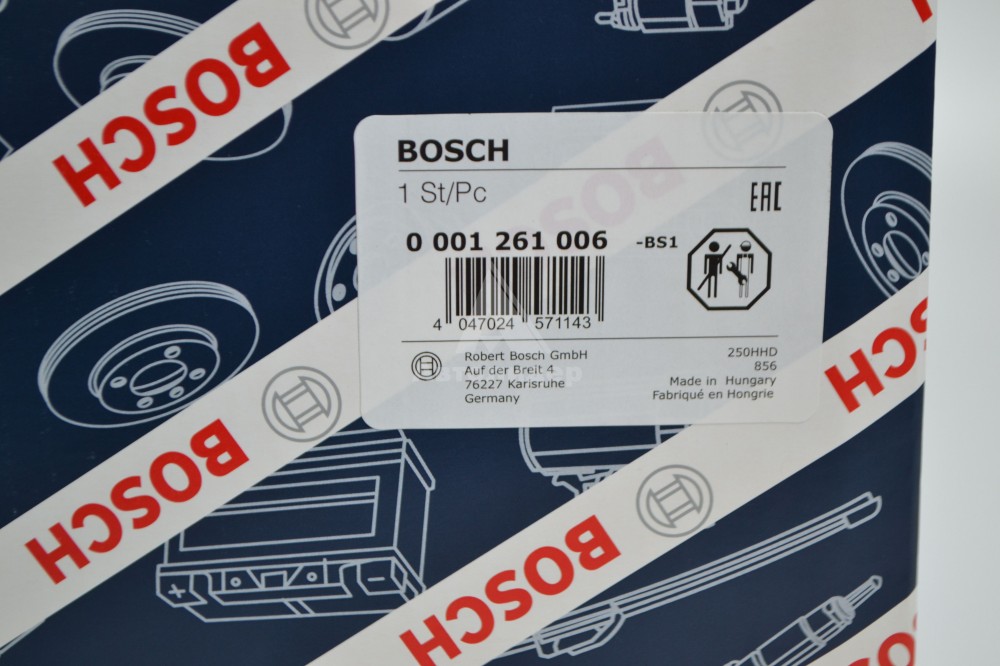 BOSCH
BOSCH
BOSCH
1 St/Pc
EAC
0 001 261 006 -BS1
4 047024 571143
Robert Bosch GmbH
Auf der Breit 4
76227 Karlsruhe
Germany
250HHD
856
Made in Hungary
Fabriqué en Hongrie
BOSCH
BOSCH
BOSCH